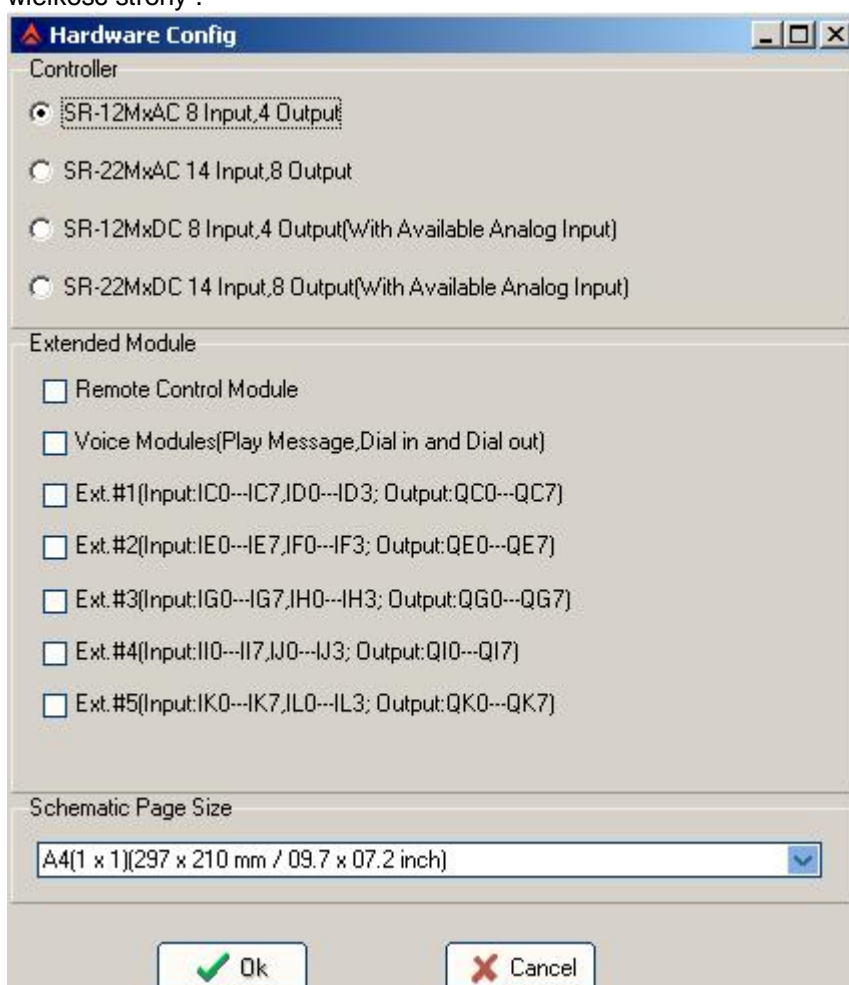 wielkość strony .
Hardware Config
Controller
SR-12MxAC 8 Input,4 Output
SR-22MxAC 14 Input,8 Output
SR-12MxDC 8 Input,4 Output(With Available Analog Input)
SR-22MxDC 14 Input,8 Output(With Available Analog Input)
Extended Module
Remote Control Module
Voice Modules(Play Message,Dial in and Dial out)
Ext.#1(Input:IC0---IC7,ID0---ID3; Output:QC0---QC7)
Ext.#2(Input:IE0---IE7,IF0---IF3; Output:QE0---QE7)
Ext.#3(Input:IG0---IG7,IH0---IH3; Output:QG0---QG7)
Ext.#4(Input:II0---II7,IJ0---IJ3; Output:QI0---QI7)
Ext.#5(Input:IK0---IK7,IL0---IL3; Output:QK0---QK7)
Schematic Page Size
A4(1 x 1)(297 x 210 mm / 09.7 x 07.2 inch)
Ok
Cancel